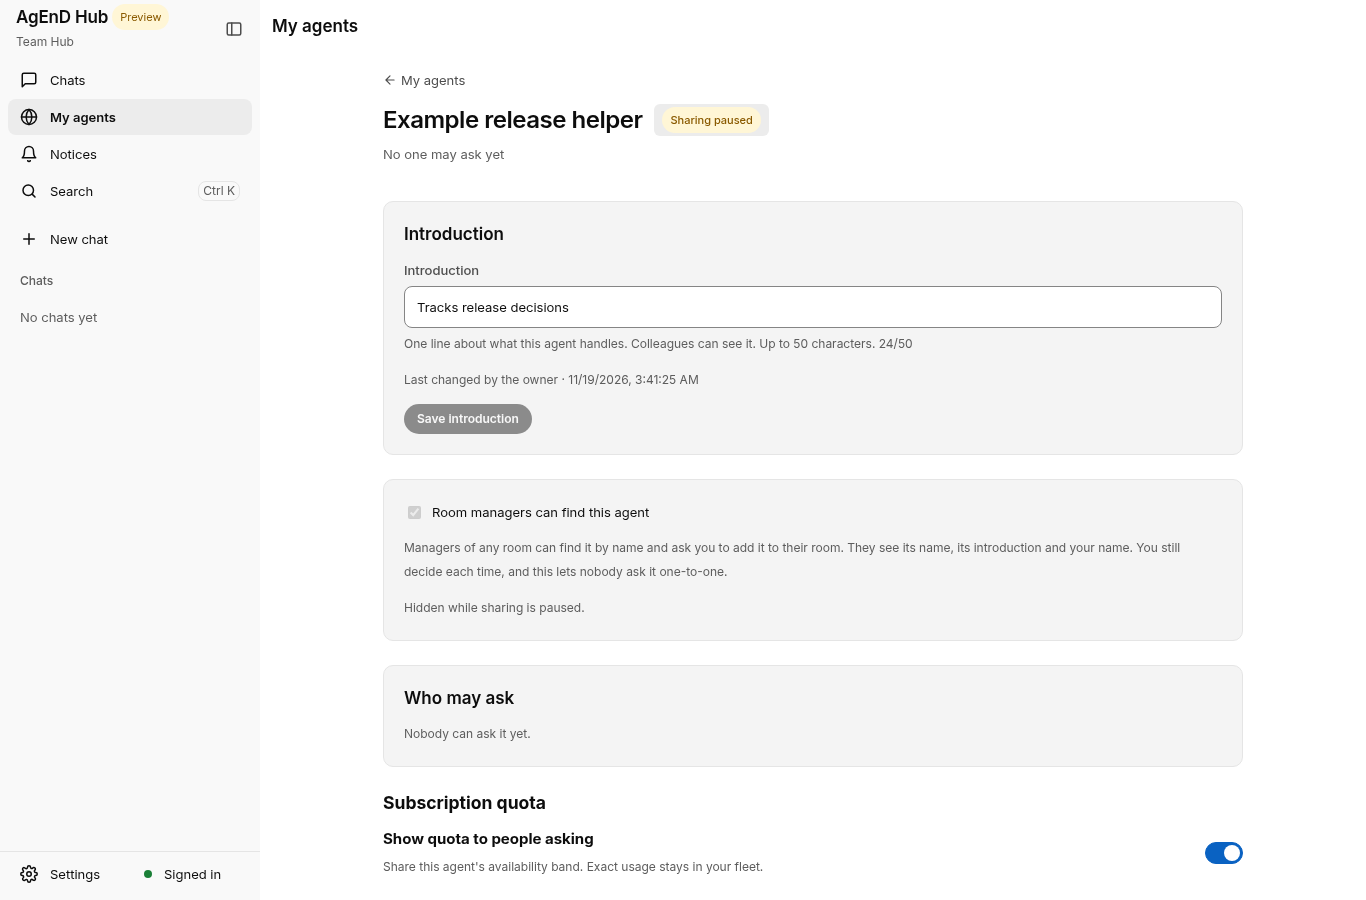 AgEnD Hub Preview
Team Hub
Chats
My agents
Notices
Search Ctrl K
New chat
Chats
No chats yet
Settings
Signed in
My agents
My agents
Example release helper Sharing paused
No one may ask yet
Introduction
Introduction
Tracks release decisions
One line about what this agent handles. Colleagues can see it. Up to 50 characters. 24/50
Last changed by the owner · 11/19/2026, 3:41:25 AM
Save introduction
Room managers can find this agent
Managers of any room can find it by name and ask you to add it to their room. They see its name, its introduction and your name. You still
decide each time, and this lets nobody ask it one-to-one.
Hidden while sharing is paused.
Who may ask
Nobody can ask it yet.
Subscription quota
Show quota to people asking
Share this agent's availability band. Exact usage stays in your fleet.